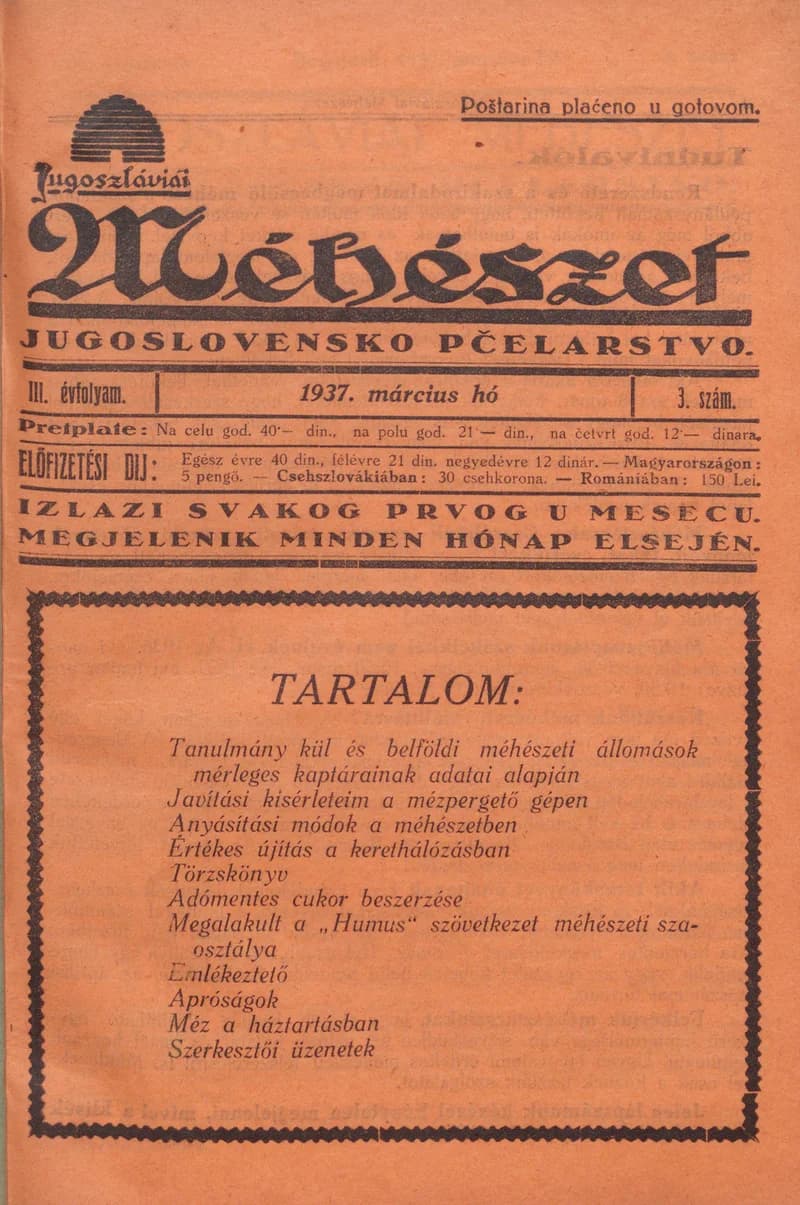 Poštarina plaćeno u gotovom.
Jugoszláviai
Méhészet
JUGOSLOVENSKO PČELARSTVO.
III. évfolyam.
1937. március hó
3. szám.
Pretplate: Na celu god. 40·— din., na polu god. 21 — din., na četvrt god. 12·— dinara.
ELŐFIZETÉSI DIJ: Egész évre 40 din., félévre 21 din. negyedévre 12 dinár. — Magyarországon:
5 pengő. — Csehszlovákiában: 30 csehkorona. — Romániában: 150 Lei.
IZLAZI SVAKOG PRVOG U MESECU.
MEGJELENIK MINDEN HÓNAP ELSEJÉN.
TARTALOM:
Tanulmány kül és belföldi méhészeti állomások
mérleges kaptárainak adatai alapján
Javítási kisérleteim a mézpergető gépen
Anyásítási módok a méhészetben
Értékes újítás a kerethálózásban
Törzskönyv
Adómentes cukor beszerzése
Megalakult a „Humus“ szövetkezet méhészeti sza-
osztálya
Emlékeztető
Apróságok
Méz a háztartásban
Szerkesztői üzenetek